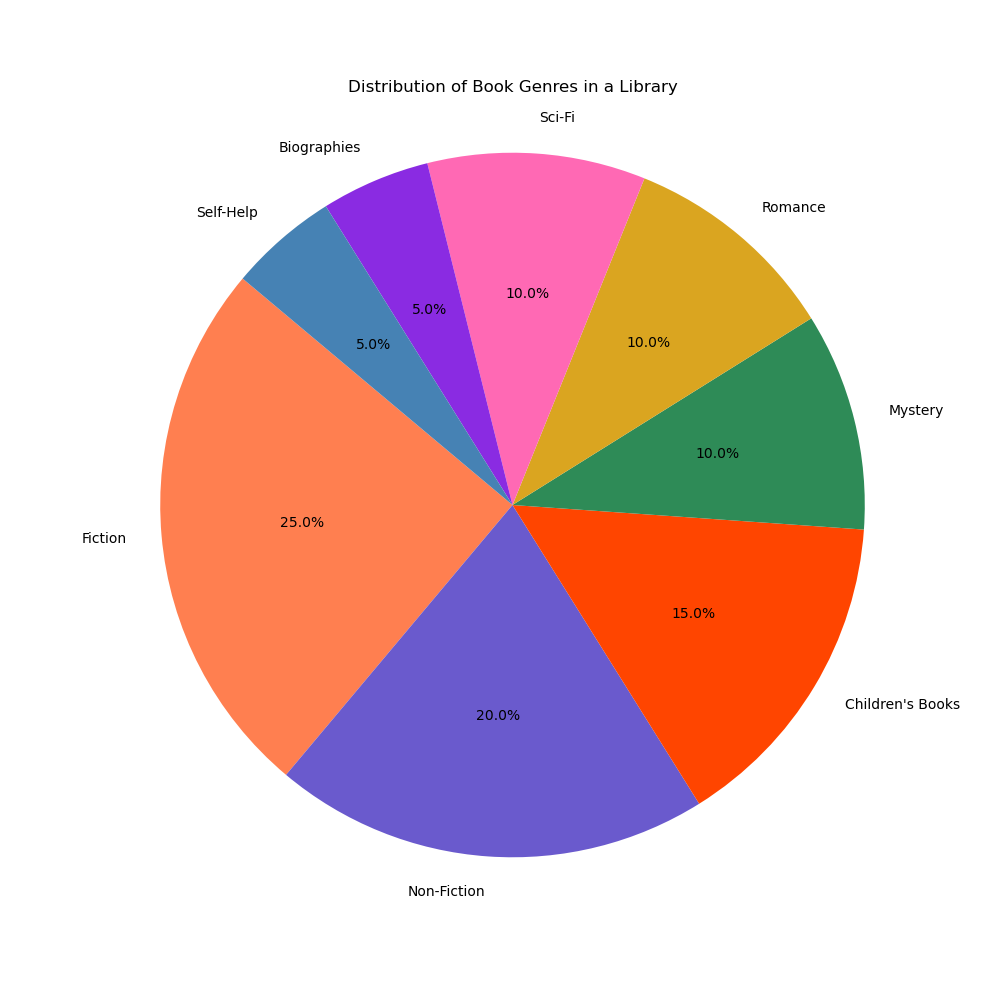 Distribution of Book Genres in a Library
Sci-Fi
Biographies
Romance
Self-Help
10.0%
5.0%
10.0%
5.0%
Mystery
10.0%
25.0%
Fiction
15.0%
Children's Books
20.0%
Non-Fiction